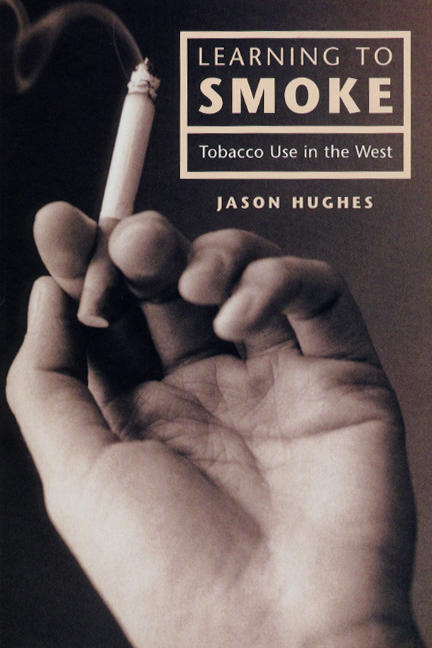 LEARNING TO
SMOKE
Tobacco Use in the West
JASON HUGHES